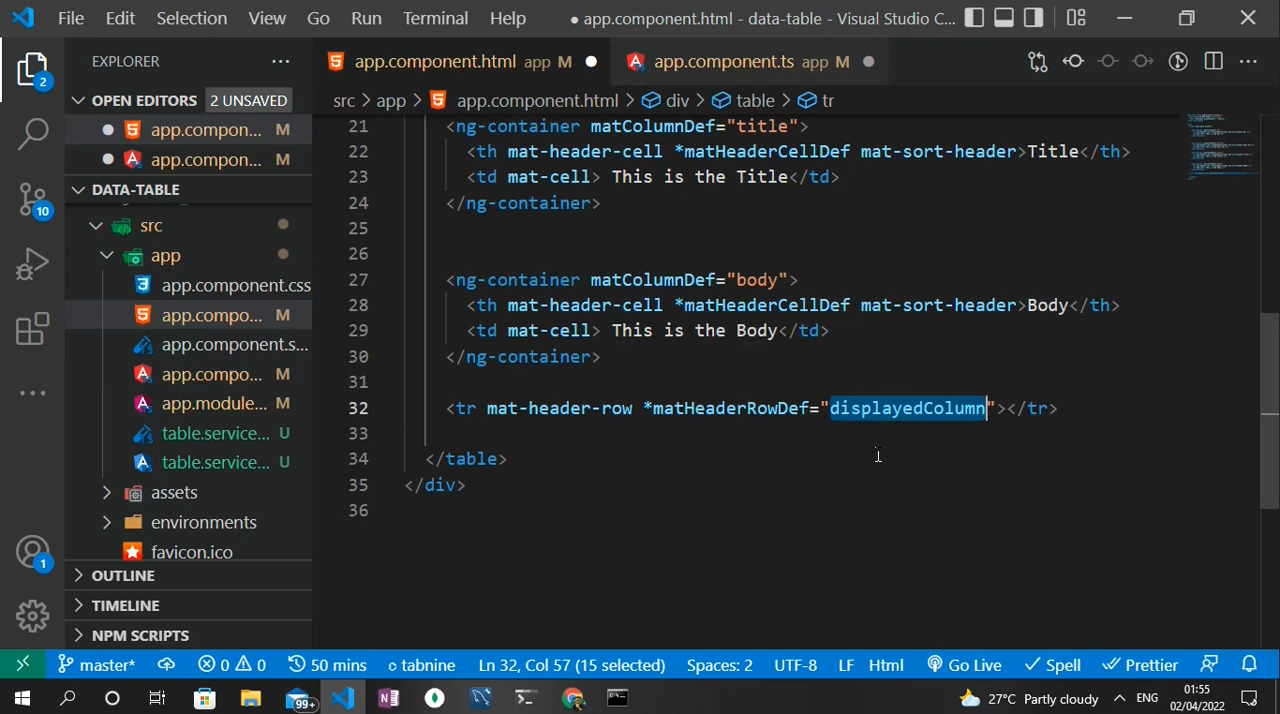 File Edit Selection View Go Run Terminal Help ● app.component.html - data-table - Visual Studio C...
EXPLORER ...
app.component.html app M ●
app.component.ts app M ●
OPEN EDITORS 2 UNSAVED
src > app > app.component.html > div > table > tr
● app.compon... M
● app.compon... M
DATA-TABLE
src
app
app.component.css
app.compo... M
app.component.s...
app.compo... M
app.module.... M
table.service... U
table.service... U
assets
environments
favicon.ico
OUTLINE
TIMELINE
NPM SCRIPTS
2
10
1
21 <ng-container matColumnDef="title">
22 <th mat-header-cell *matHeaderCellDef mat-sort-header>Title</th>
23 <td mat-cell> This is the Title</td>
24 </ng-container>
25
26
27 <ng-container matColumnDef="body">
28 <th mat-header-cell *matHeaderCellDef mat-sort-header>Body</th>
29 <td mat-cell> This is the Body</td>
30 </ng-container>
31
32 <tr mat-header-row *matHeaderRowDef="displayedColumn"></tr>
33
34 </table>
35 </div>
36
master* 0 0 50 mins tabnine Ln 32, Col 57 (15 selected) Spaces: 2 UTF-8 LF Html Go Live Spell Prettier
99+ 27°C Partly cloudy ENG 01:55
02/04/2022